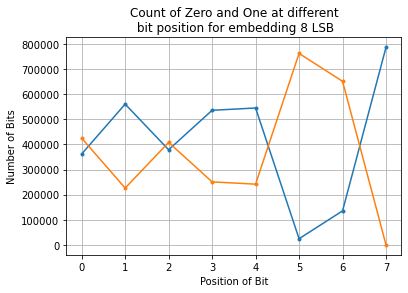 Count of Zero and One at different
bit position for embedding 8 LSB
800000
700000
600000
500000
400000
300000
200000
100000
0
Number of Bits
0 1 2 3 4 5 6 7
Position of Bit